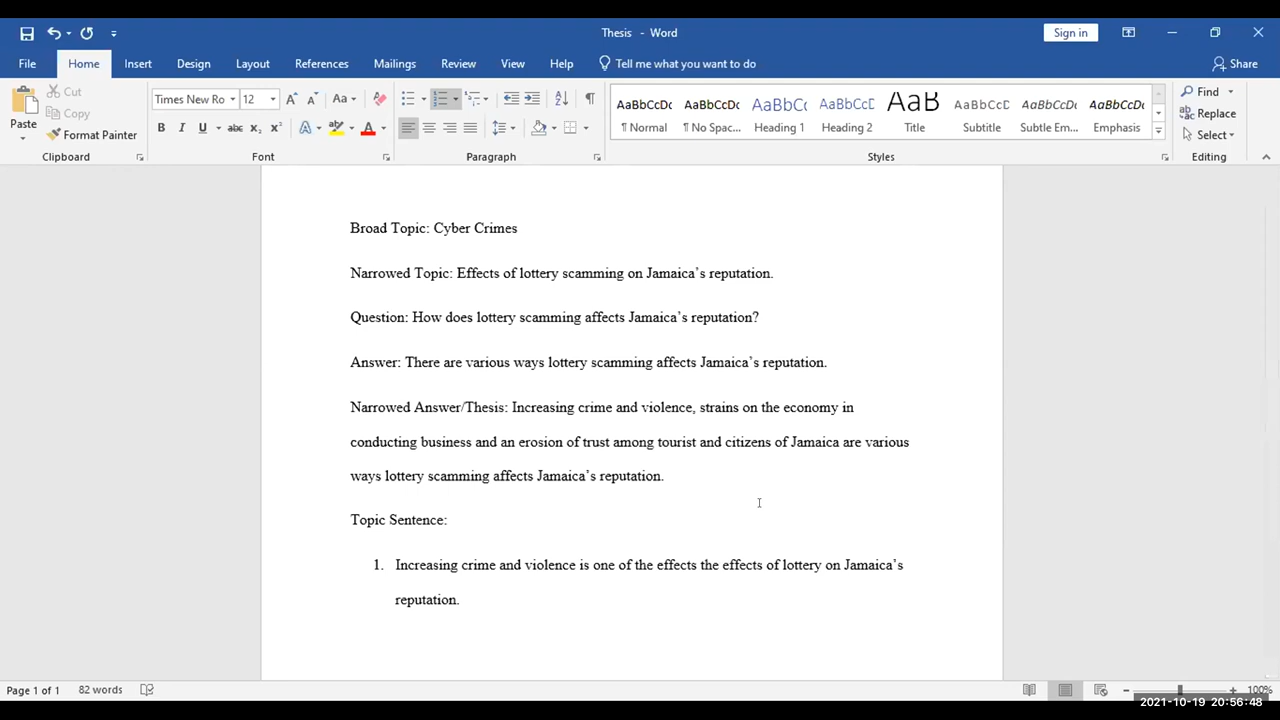 Thesis - Word
Sign in
File Home Insert Design Layout References Mailings Review View Help Tell me what you want to do Share
Paste
Cut
Copy
Format Painter
Clipboard
Times New Ro 12
Font
Paragraph
AaBbCcDc AaBbCcDc AaBbCc AaBbCcC AaB AaBbCcD AaBbCcDc AaBbCcDc
¶ Normal ¶ No Spac... Heading 1 Heading 2 Title Subtitle Subtle Em... Emphasis
Styles
Find
Replace
Select
Editing
Broad Topic: Cyber Crimes
Narrowed Topic: Effects of lottery scamming on Jamaica’s reputation.
Question: How does lottery scamming affects Jamaica’s reputation?
Answer: There are various ways lottery scamming affects Jamaica’s reputation.
Narrowed Answer/Thesis: Increasing crime and violence, strains on the economy in
conducting business and an erosion of trust among tourist and citizens of Jamaica are various
ways lottery scamming affects Jamaica’s reputation.
Topic Sentence:
1. Increasing crime and violence is one of the effects the effects of lottery on Jamaica’s
reputation.
Page 1 of 1 82 words
100%
2021-10-19 20:56:48